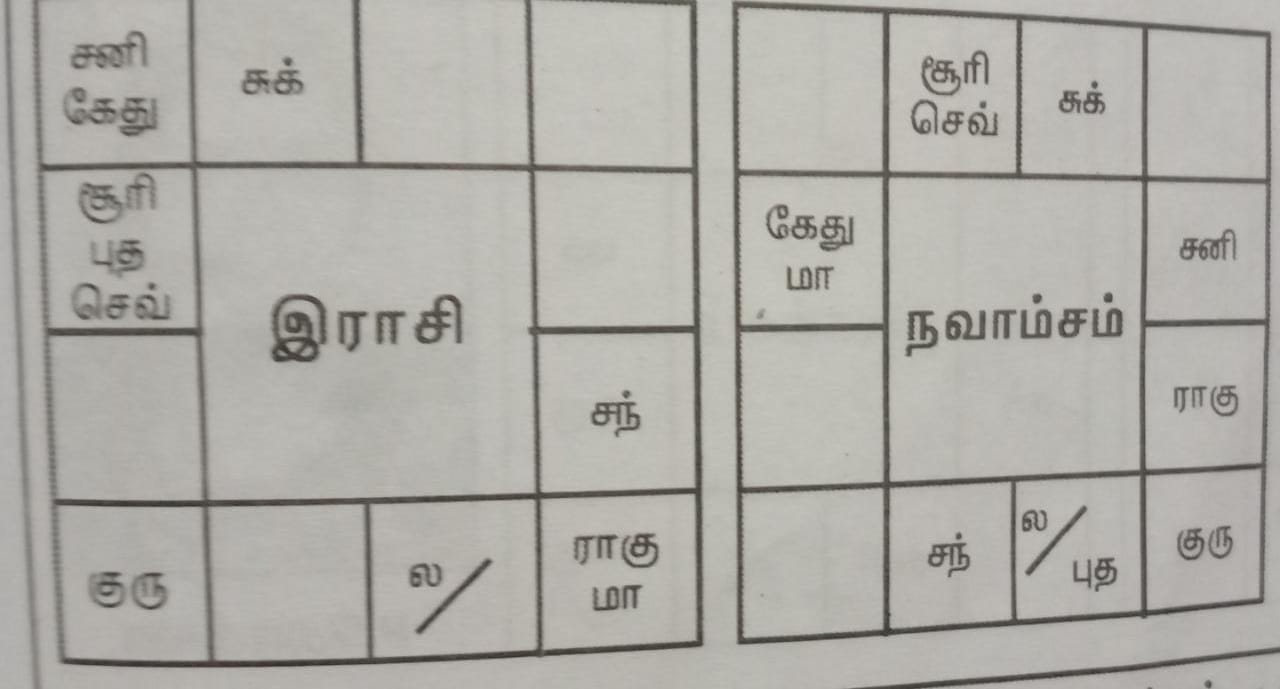 சனி
கேது
சுக்
சூரி
புத
செவ்
இராசி
சந்
குரு
ல/
ராகு
மா
சூரி
செவ்
சுக்
கேது
மா
நவாம்சம்
சனி
ராகு
சந்
ல/
புத
குரு